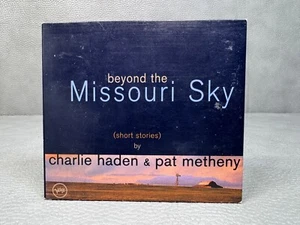 beyond the
Missouri Sky
(short stories)
by
charlie haden & pat metheny